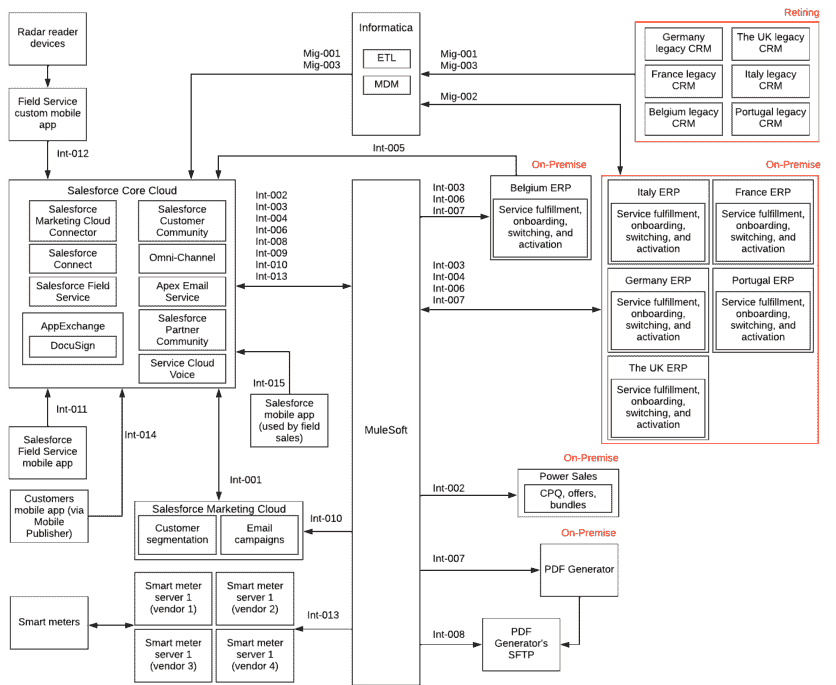 Retiring
Radar reader
devices
Informatica
ETL
MDM
Mig-001
Mig-003
Mig-001
Mig-003
Mig-002
Germany
legacy CRM
The UK legacy
CRM
France legacy
CRM
Italy legacy
CRM
Belgium legacy
CRM
Portugal legacy
CRM
Field Service
custom mobile
app
Int-012
Int-005
On-Premise
On-Premise
Salesforce Core Cloud
Salesforce
Marketing Cloud
Connector
Salesforce
Customer
Community
Salesforce
Connect
Omni-Channel
Salesforce Field
Service
Apex Email
Service
AppExchange
DocuSign
Salesforce
Partner
Community
Service Cloud
Voice
Int-002
Int-003
Int-004
Int-006
Int-008
Int-009
Int-010
Int-013
MuleSoft
Int-003
Int-006
Int-007
Belgium ERP
Service fulfillment,
onboarding,
switching, and
activation
Int-003
Int-004
Int-006
Int-007
Italy ERP
Service fulfillment,
onboarding,
switching, and
activation
France ERP
Service fulfillment,
onboarding,
switching, and
activation
Germany ERP
Service fulfillment,
onboarding,
switching, and
activation
Portugal ERP
Service fulfillment,
onboarding,
switching, and
activation
The UK ERP
Service fulfillment,
onboarding,
switching, and
activation
Int-015
Salesforce
mobile app
(used by field
sales)
Int-011
Int-014
Salesforce
Field Service
mobile app
Int-001
Customers
mobile app (via
Mobile
Publisher)
Salesforce Marketing Cloud
Customer
segmentation
Email
campaigns
Int-010
On-Premise
Int-002
Power Sales
CPQ, offers,
bundles
On-Premise
Int-007
PDF Generator
Smart meters
Smart meter
server 1
(vendor 1)
Smart meter
server 1
(vendor 2)
Smart meter
server 1
(vendor 3)
Smart meter
server 1
(vendor 4)
Int-013
Int-008
PDF
Generator's
SFTP